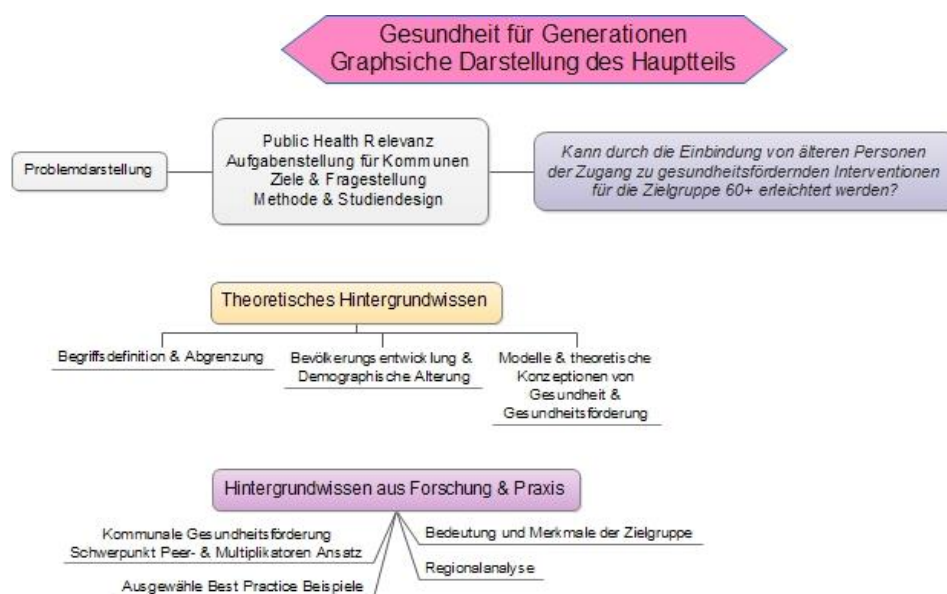 Gesundheit für Generationen
Graphsiche Darstellung des Hauptteils
Problemdarstellung
Public Health Relevanz
Aufgabenstellung für Kommunen
Ziele & Fragestellung
Methode & Studiendesign
Kann durch die Einbindung von älteren Personen
der Zugang zu gesundheitsfördernden Interventionen
für die Zielgruppe 60+ erleichtert werden?
Theoretisches Hintergrundwissen
Begriffsdefinition & Abgrenzung
Bevölkerungsentwicklung &
Demographische Alterung
Modelle & theoretische
Konzeptionen von
Gesundheit &
Gesundheitsförderung
Hintergrundwissen aus Forschung & Praxis
Kommunale Gesundheitsförderung
Schwerpunkt Peer- & Multiplikatoren Ansatz
Ausgewähle Best Practice Beispiele
Bedeutung und Merkmale der Zielgruppe
Regionalanalyse